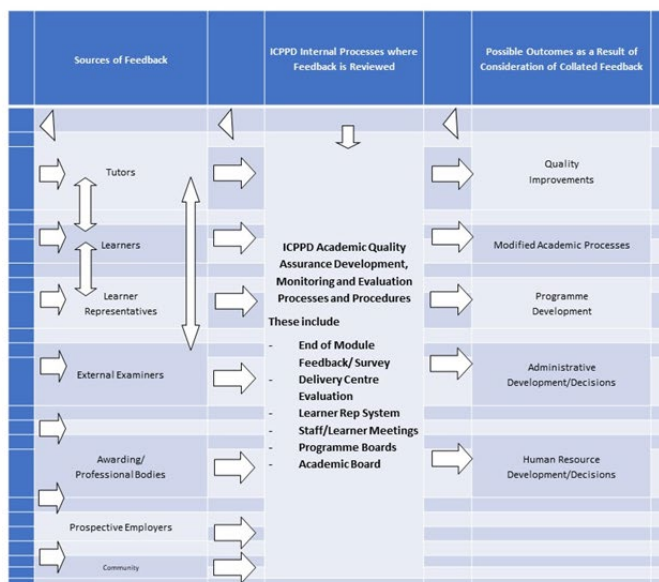 Sources of Feedback
ICPPD Internal Processes where
Feedback is Reviewed
Possible Outcomes as a Result of
Consideration of Collated Feedback
Tutors
Learners
Learner
Representatives
External Examiners
Awarding/
Professional Bodies
Prospective Employers
Community
ICPPD Academic Quality
Assurance Development,
Monitoring and Evaluation
Processes and Procedures
These include
- End of Module
Feedback/ Survey
- Delivery Centre
Evaluation
- Learner Rep System
- Staff/Learner Meetings
- Programme Boards
- Academic Board
Quality
Improvements
Modified Academic Processes
Programme
Development
Administrative
Development/Decisions
Human Resource
Development/Decisions